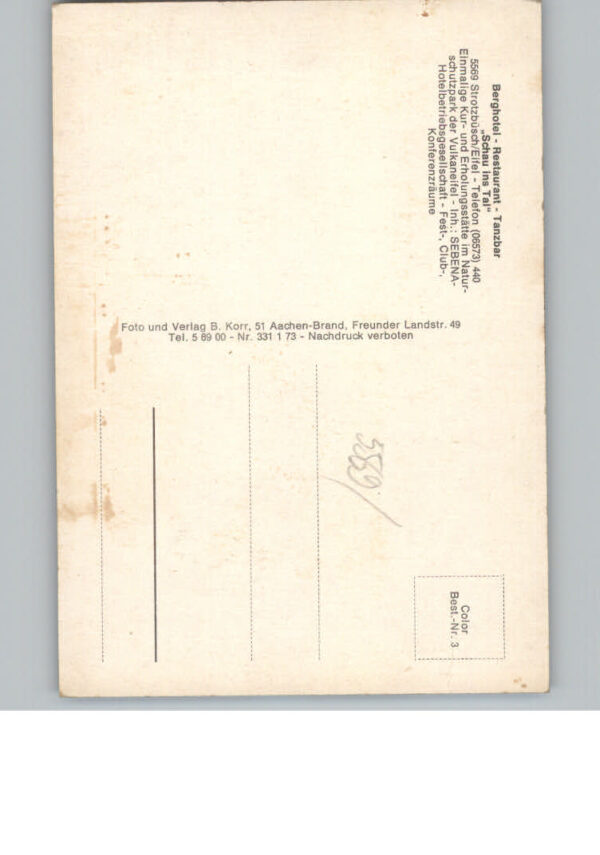 Berghotel - Restaurant - Tanzbar
„Schau ins Tal"
5569 Strotzbüsch/Eifel - Telefon (06573) 440
Einmalige Kur- und Erholungsstätte im Natur-
schutzpark der Vulkaneifel - Inh.: SEBENA-
Hotelbetriebsgesellschaft - Fest-, Club-,
Konferenzräume
Foto und Verlag B. Korr, 51 Aachen-Brand, Freunder Landstr. 49
Tel. 5 89 00 - Nr. 331 1 73 - Nachdruck verboten
5569
Color
Best.-Nr. 3